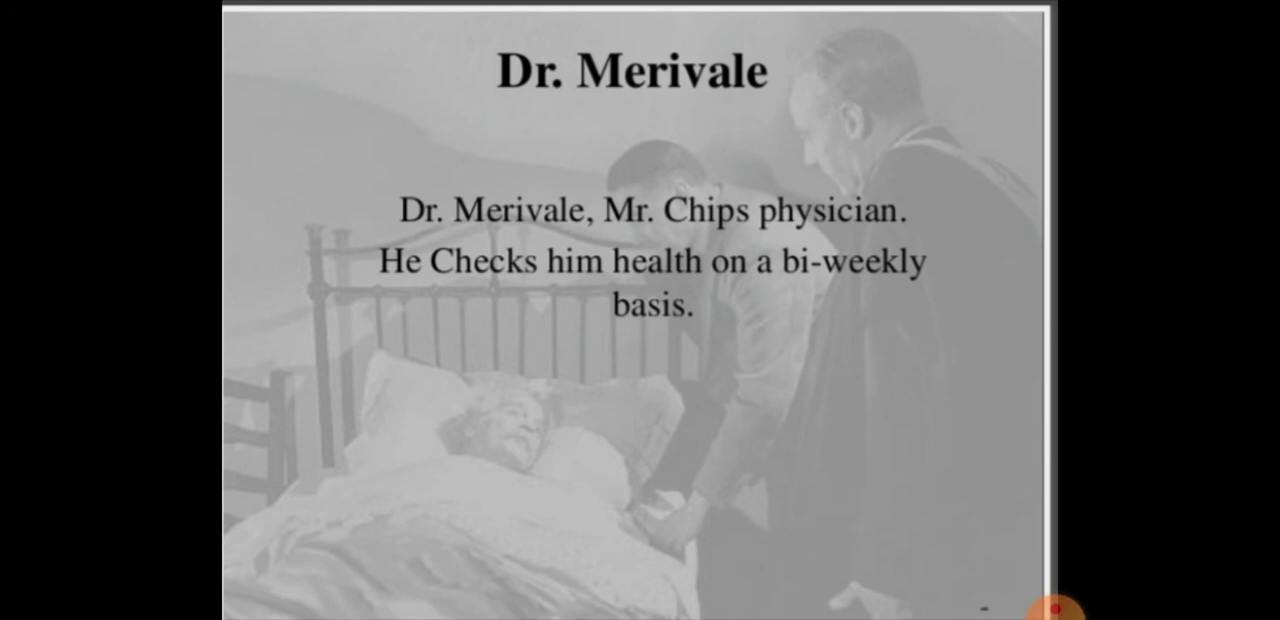 Dr. Merivale
Dr. Merivale, Mr. Chips physician.
He Checks him health on a bi-weekly
basis.